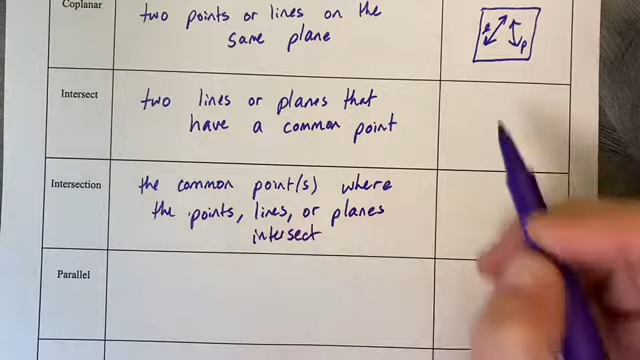 Coplanar
two points or lines on the
same plane
l
p
Intersect
two lines or planes that
have a common point
Intersection
the common point(s) where
the points, lines, or planes
intersect
Parallel